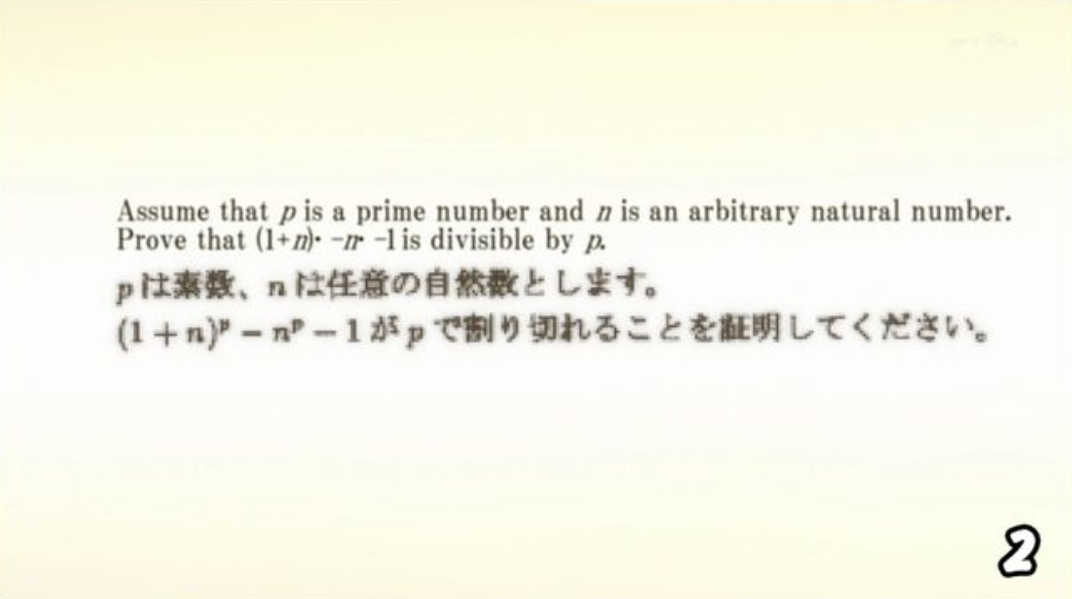 Assume that p is a prime number and n is an arbitrary natural number.
Prove that (1+n)· −n· −1 is divisible by p.
p は素数、n は任意の自然数とします。
(1 + n)ᵖ − nᵖ − 1 が p で割り切れることを証明してください。
2